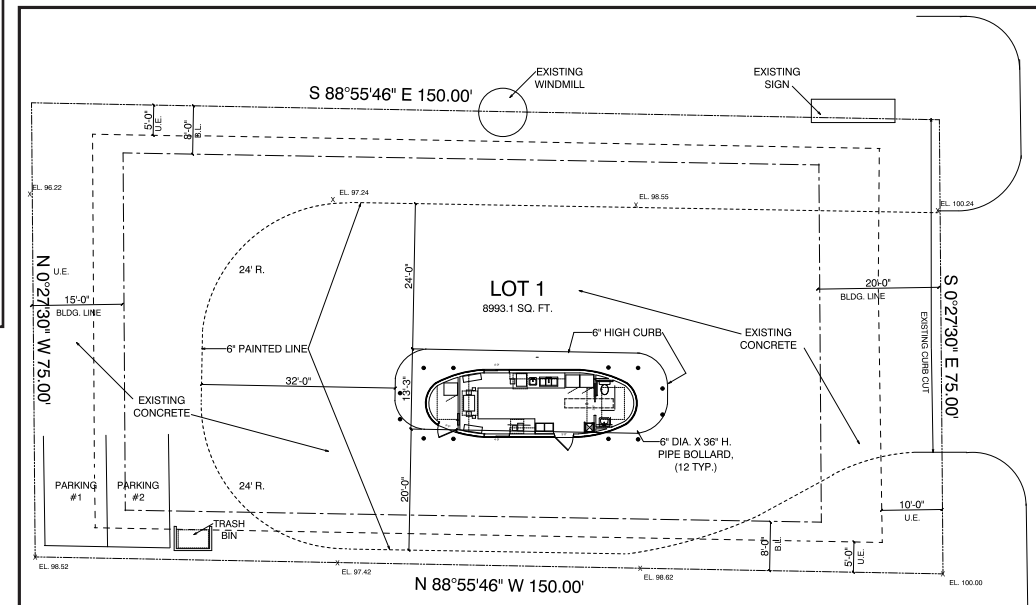 EXISTING
WINDMILL
EXISTING
SIGN
S 88°55'46" E 150.00'
5'-0"
U.E.
8'-0"
B.L.
EL. 96.22
EL. 97.24
EL. 98.55
EL. 100.24
N 0°27'30" W 75.00'
U.E.
15'-0"
BLDG. LINE
24' R.
24'-0"
LOT 1
8993.1 SQ. FT.
20'-0"
BLDG. LINE
S 0°27'30" E 75.00'
EXISTING CURB CUT
6" PAINTED LINE
6" HIGH CURB
EXISTING
CONCRETE
32'-0"
13'-3"
EXISTING
CONCRETE
6" DIA. X 36" H.
PIPE BOLLARD,
(12 TYP.)
PARKING
#1
PARKING
#2
24' R.
20'-0"
TRASH
BIN
10'-0"
U.E.
8'-0"
B.L.
5'-0"
U.E.
EL. 98.52
EL. 97.42
N 88°55'46" W 150.00'
EL. 98.62
EL. 100.00